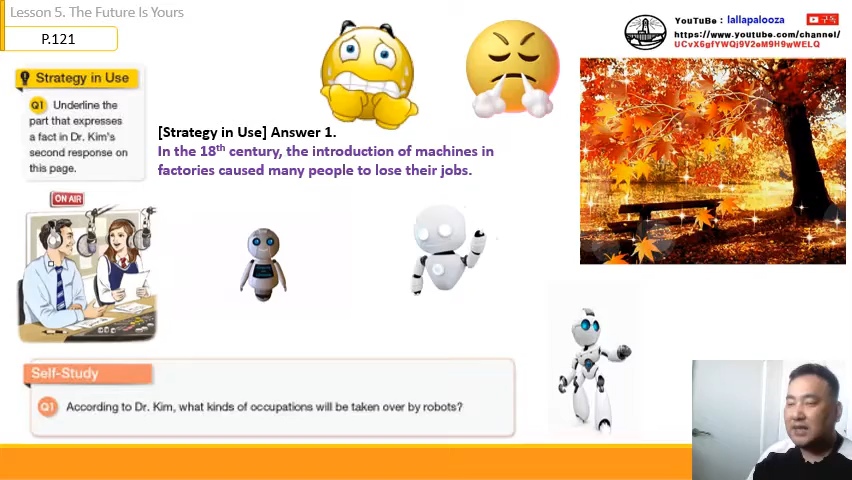 Lesson 5. The Future Is Yours
P.121
YouTuBe : lallapalooza
구독
https://www.youtube.com/channel/
UCvX6gfYWQj9V2eM9H9wWELQ
Strategy in Use
Q1 Underline the
part that expresses
a fact in Dr. Kim's
second response on
this page.
[Strategy in Use] Answer 1.
In the 18th century, the introduction of machines in
factories caused many people to lose their jobs.
ON AIR
Self-Study
Q1 According to Dr. Kim, what kinds of occupations will be taken over by robots?